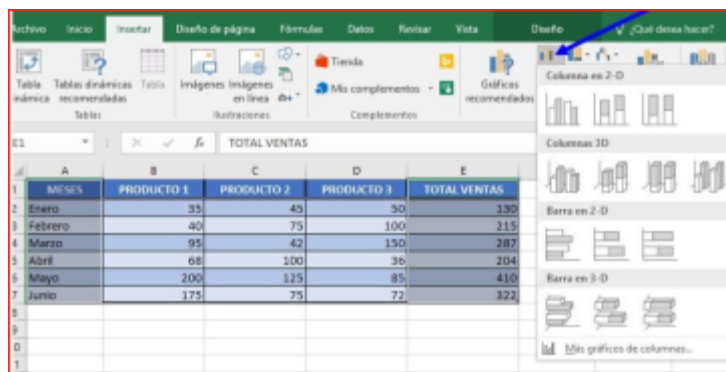 Archivo Inicio Insertar Diseño de página Fórmulas Datos Revisar Vista Diseño ¿Qué desea hacer?
Tabla dinámica
Tablas dinámicas recomendadas
Tabla
Tablas
Imágenes
Imágenes en línea
Ilustraciones
Tienda
Mis complementos
Complementos
Gráficos recomendados
Columna en 2-D
Columnas 3D
Barra en 2-D
Barra en 3-D
Más gráficos de columnas...
E1 fx TOTAL VENTAS
A B C D E
1 MESES PRODUCTO 1 PRODUCTO 2 PRODUCTO 3 TOTAL VENTAS
2 Enero 35 45 50 130
3 Febrero 40 75 100 215
4 Marzo 95 42 150 287
5 Abril 68 100 36 204
6 Mayo 200 125 85 410
7 Junio 175 75 72 322
8
9
0
1